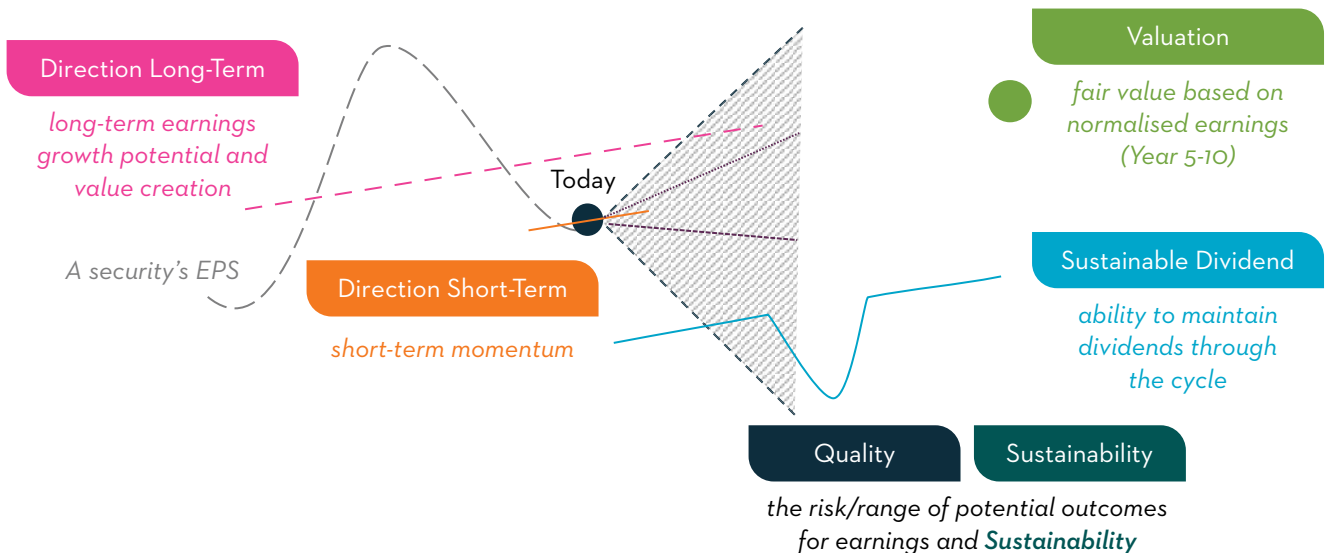 Direction Long-Term
long-term earnings
growth potential and
value creation
A security's EPS
Today
Direction Short-Term
short-term momentum
Valuation
fair value based on
normalised earnings
(Year 5-10)
Sustainable Dividend
ability to maintain
dividends through
the cycle
Quality
Sustainability
the risk/range of potential outcomes
for earnings and Sustainability